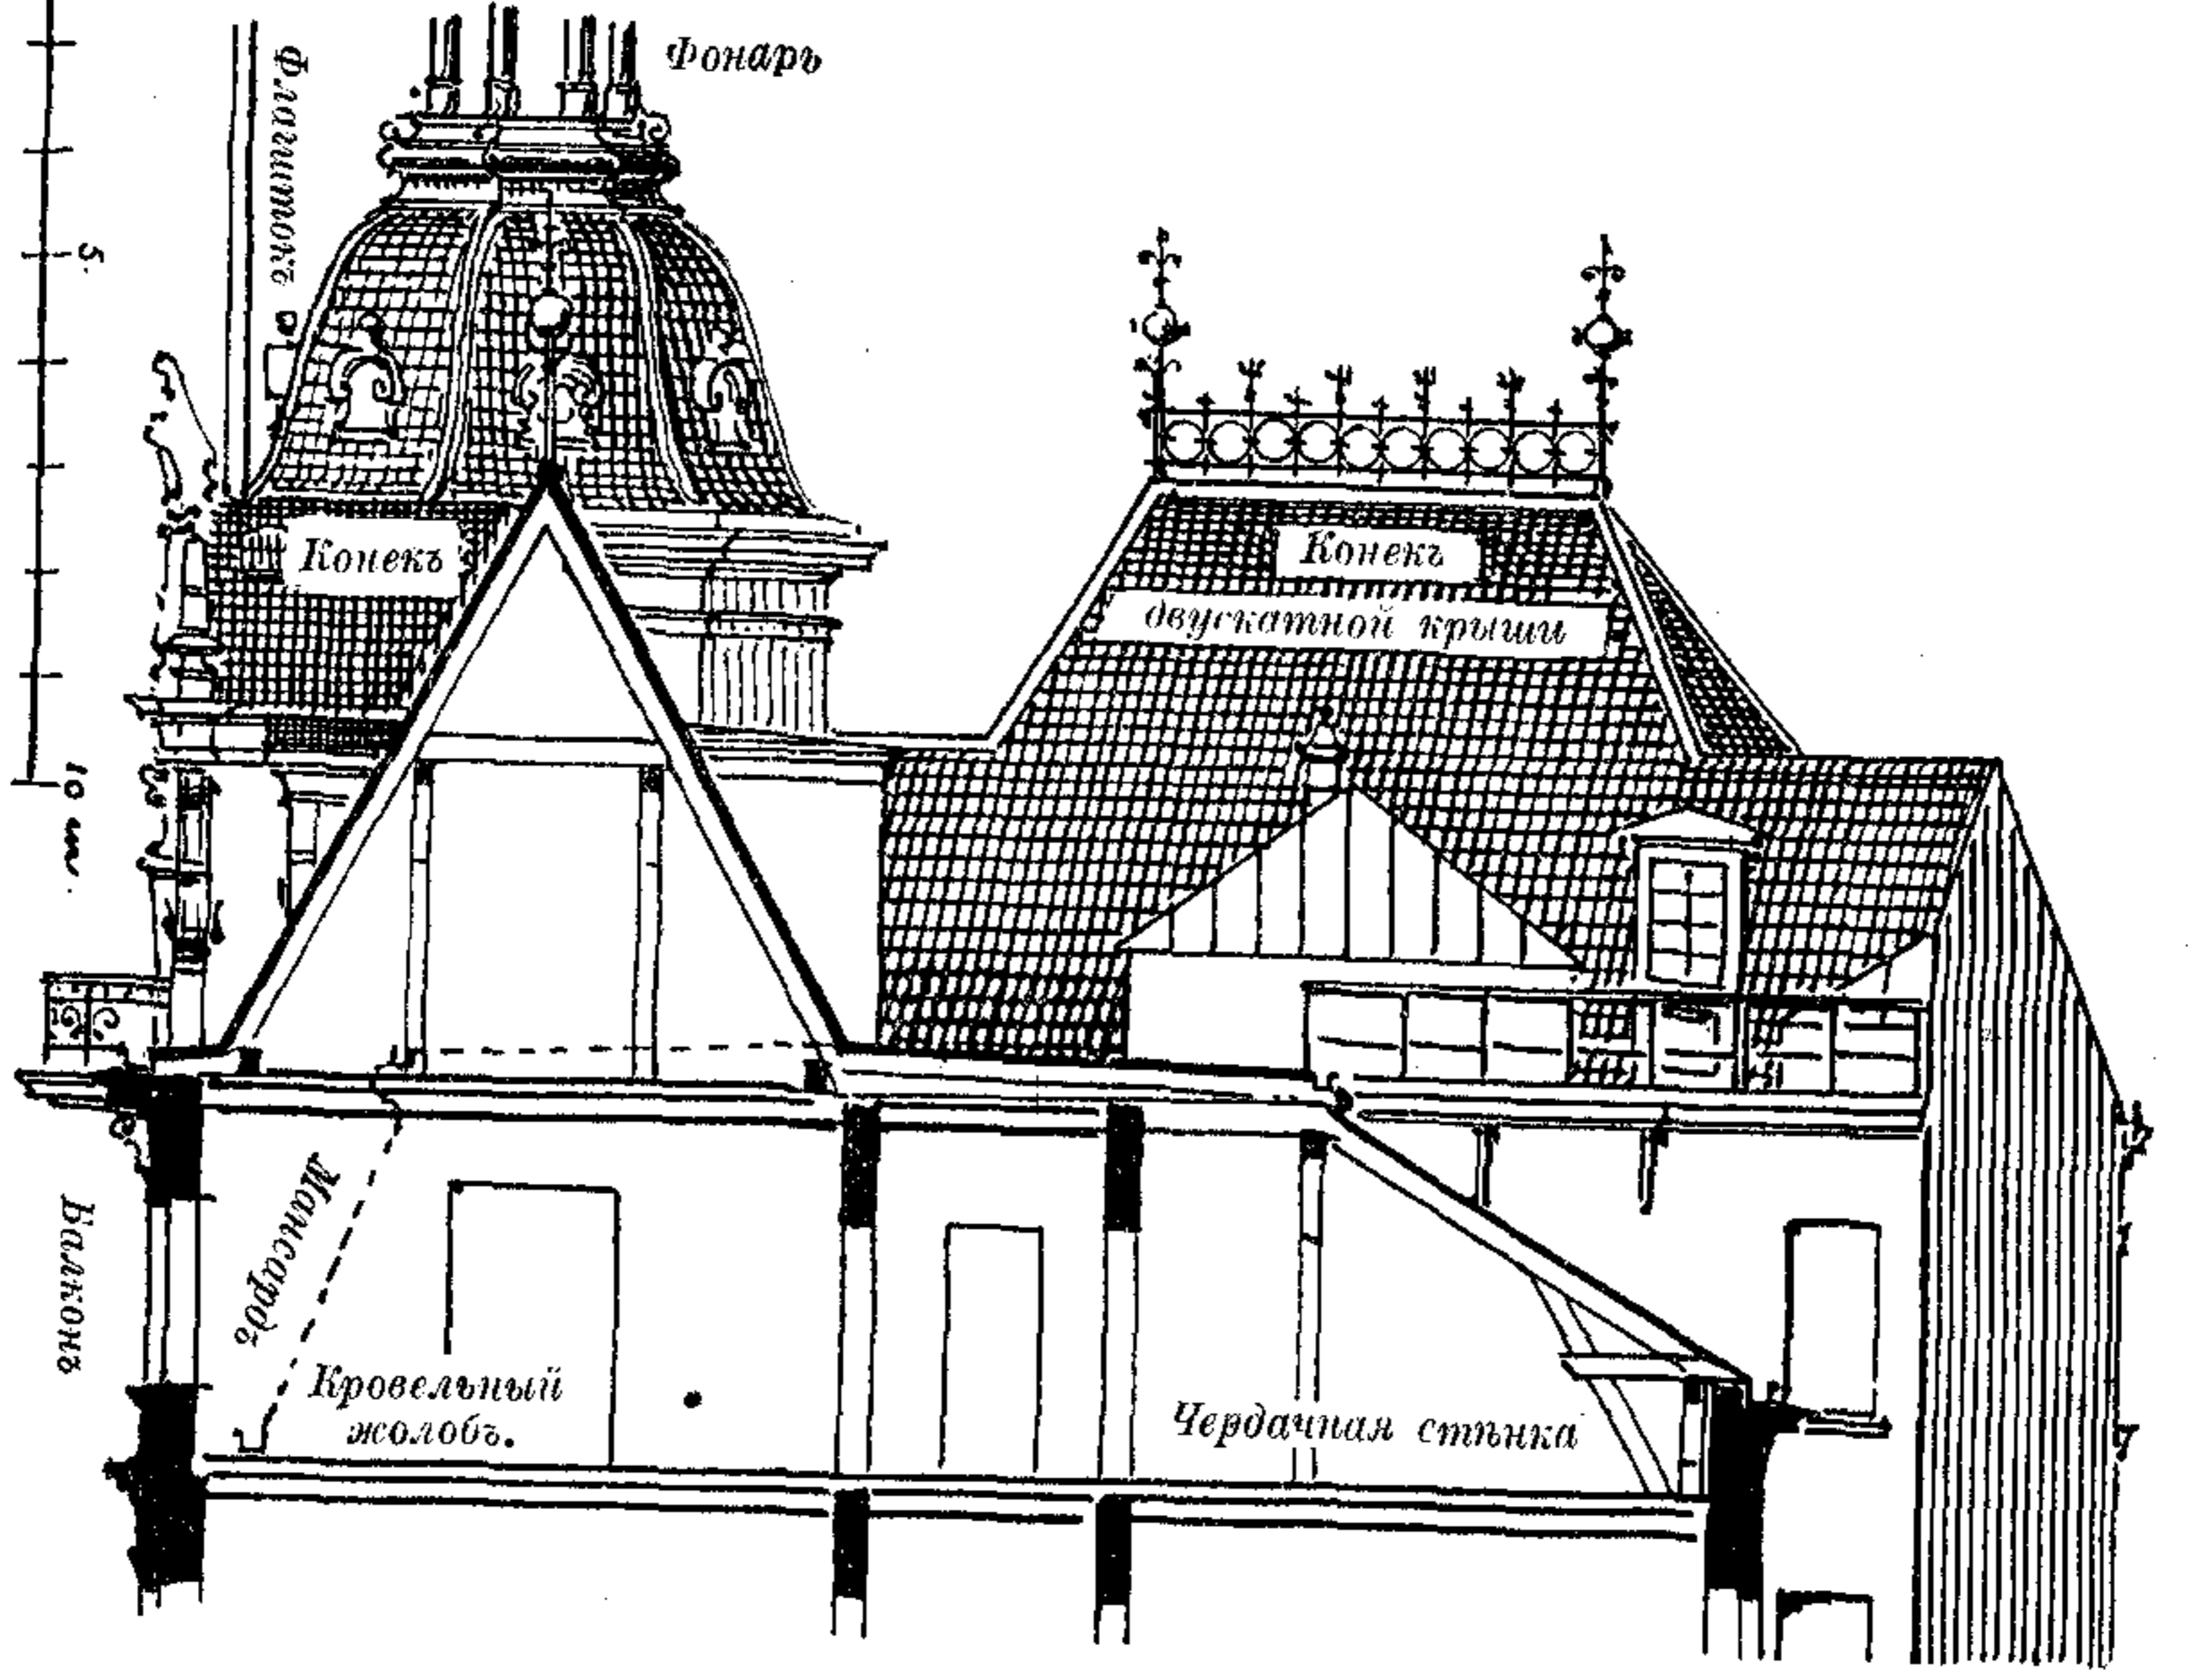 Фонарь
Флагштокъ
5.
Конекъ
Конекъ
двускатной крыши
10 м.
Мансардъ
Балконъ
Кровельный
жолобъ.
Чердачная стѣнка